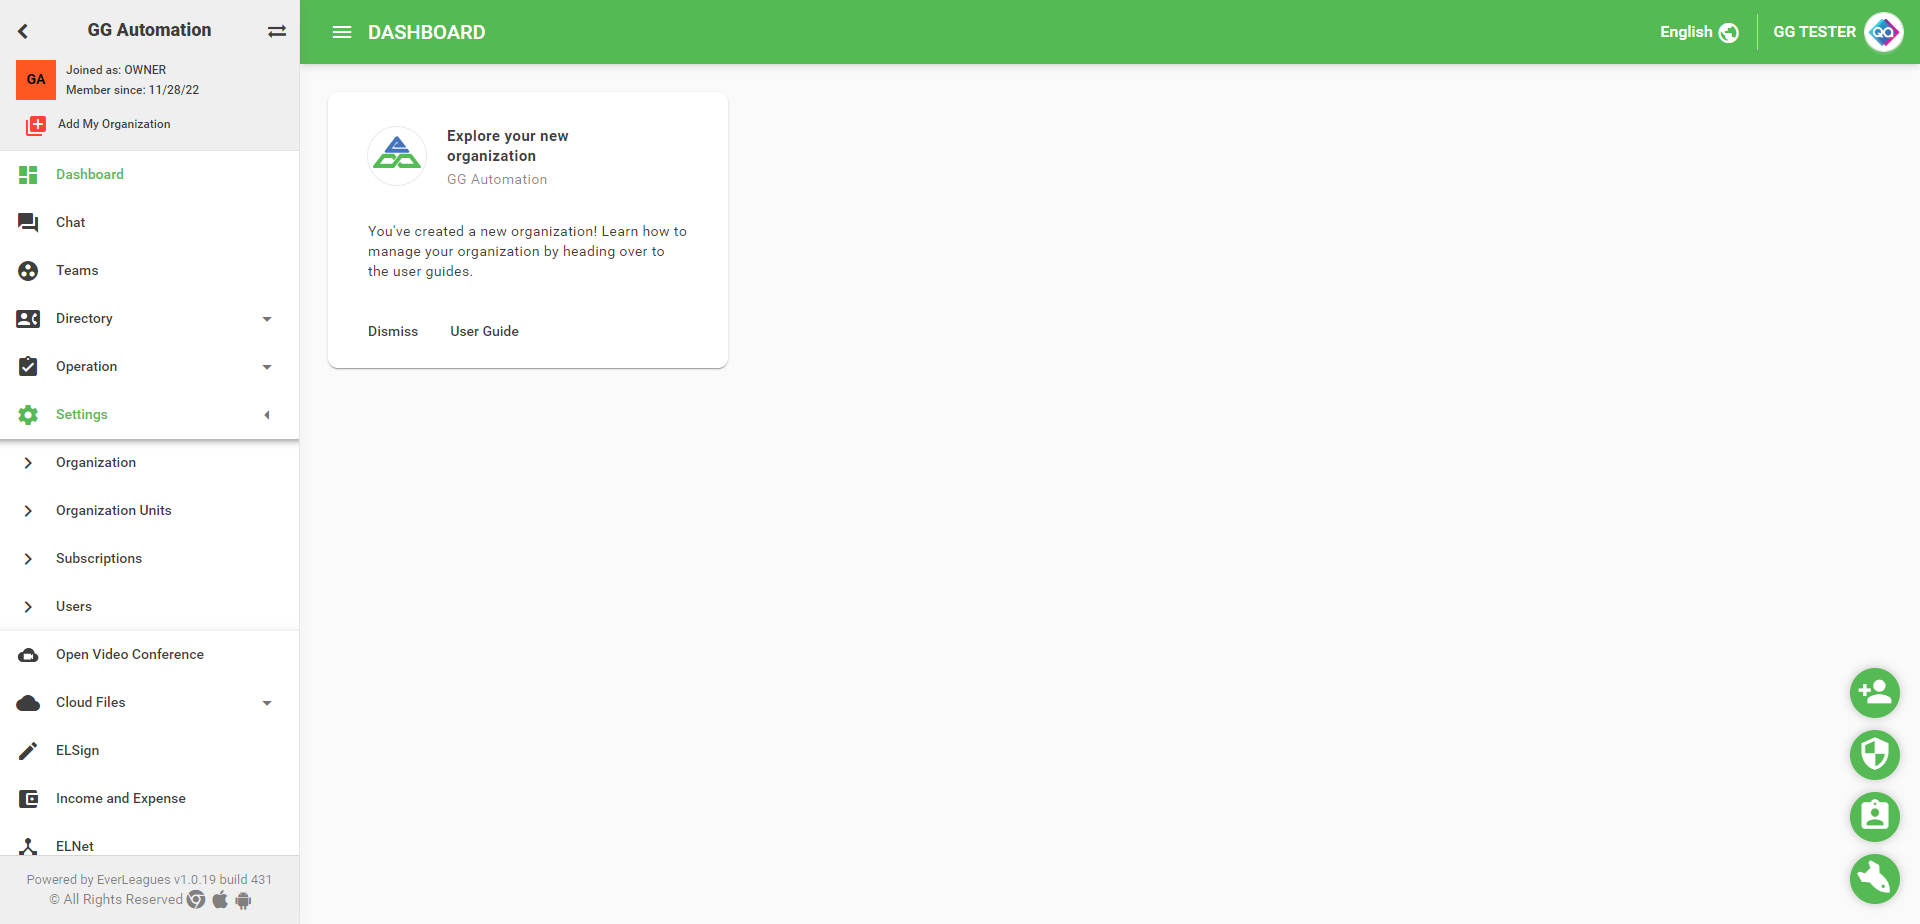 GG Automation
GA
Joined as: OWNER
Member since: 11/28/22
Add My Organization
Dashboard
Chat
Teams
Directory
Operation
Settings
Organization
Organization Units
Subscriptions
Users
Open Video Conference
Cloud Files
ELSign
Income and Expense
ELNet
Powered by EverLeagues v1.0.19 build 431
© All Rights Reserved
DASHBOARD
English
GG TESTER
QA
Explore your new
organization
GG Automation
You've created a new organization! Learn how to
manage your organization by heading over to
the user guides.
Dismiss
User Guide